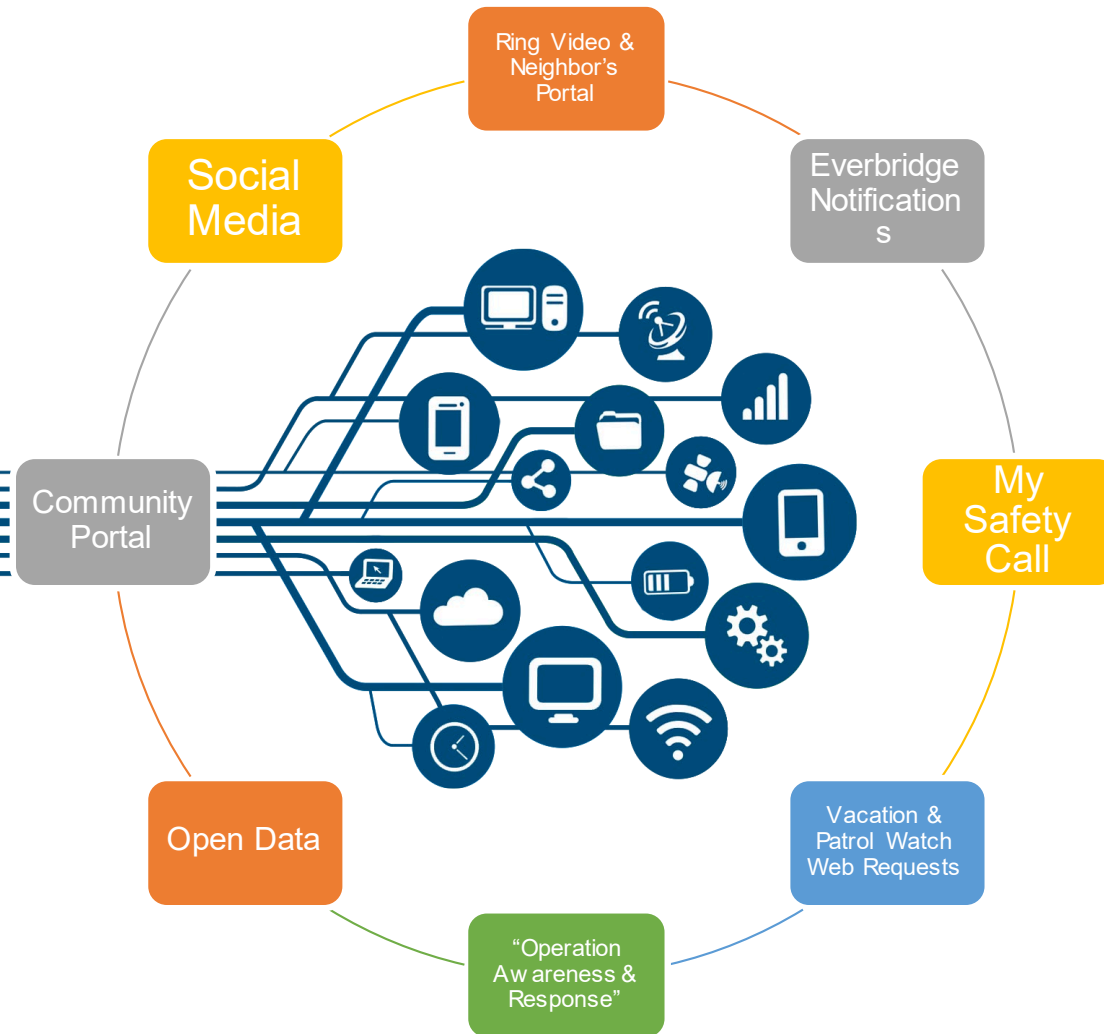 Ring Video &
Neighbor's
Portal
Everbridge
Notification
s
My
Safety
Call
Vacation &
Patrol Watch
Web Requests
“Operation
Awareness &
Response”
Open Data
Community
Portal
Social
Media